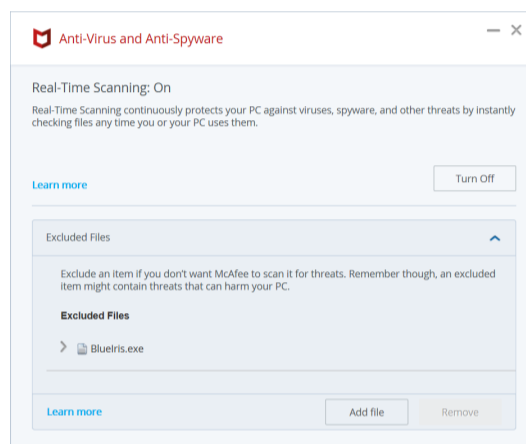 Anti-Virus and Anti-Spyware
Real-Time Scanning: On
Real-Time Scanning continuously protects your PC against viruses, spyware, and other threats by instantly
checking files any time you or your PC uses them.
Learn more
Turn Off
Excluded Files
Exclude an item if you don't want McAfee to scan it for threats. Remember though, an excluded
item might contain threats that can harm your PC.
Excluded Files
BlueIris.exe
Learn more
Add file
Remove